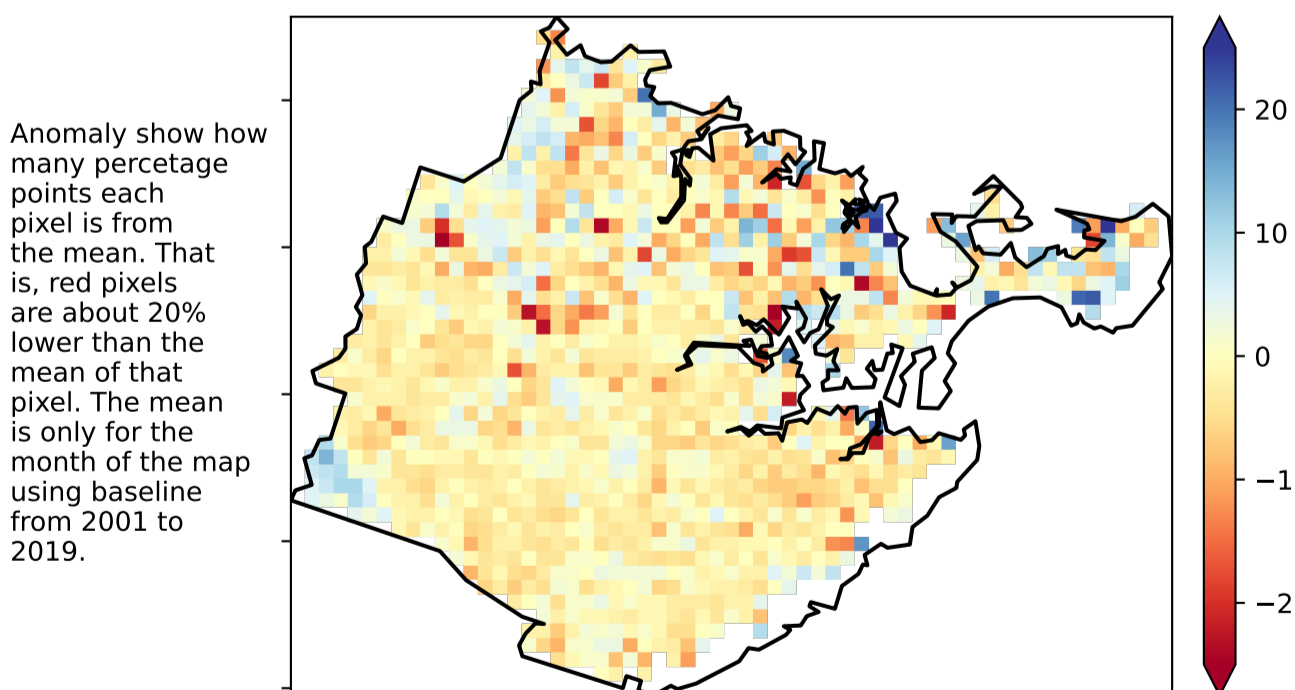 Anomaly show how
many percetage
points each
pixel is from
the mean. That
is, red pixels
are about 20%
lower than the
mean of that
pixel. The mean
is only for the
month of the map
using baseline
from 2001 to
2019.
20
10
0
−1
−2